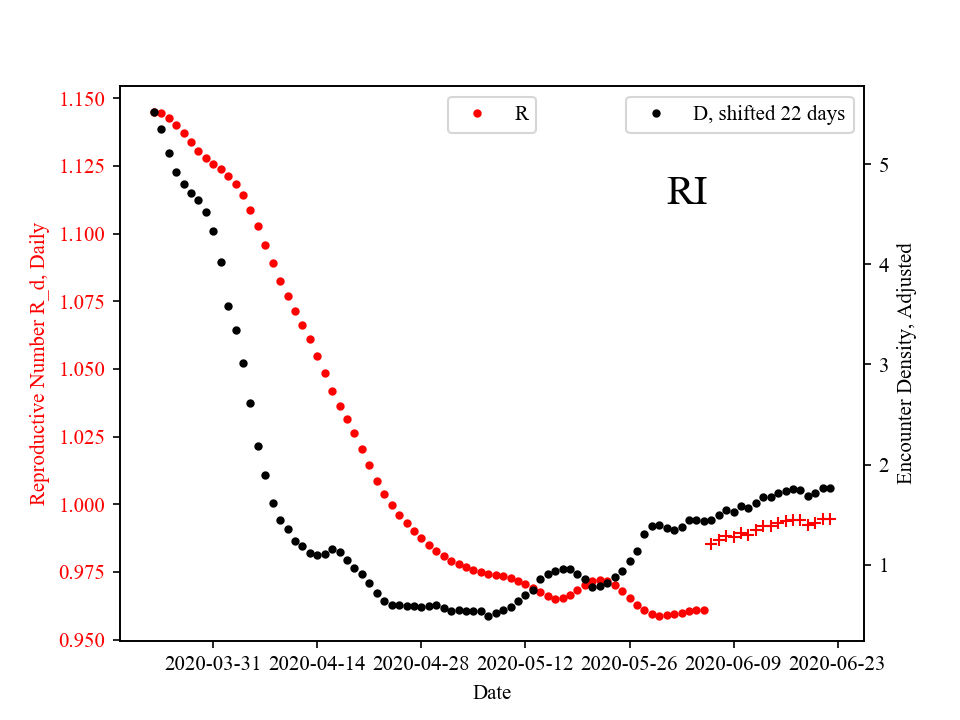 R
D, shifted 22 days
RI
Reproductive Number R_d, Daily
1.150
1.125
1.100
1.075
1.050
1.025
1.000
0.975
0.950
5
4
3
2
1
Encounter Density, Adjusted
2020-03-31 2020-04-14 2020-04-28 2020-05-12 2020-05-26 2020-06-09 2020-06-23
Date